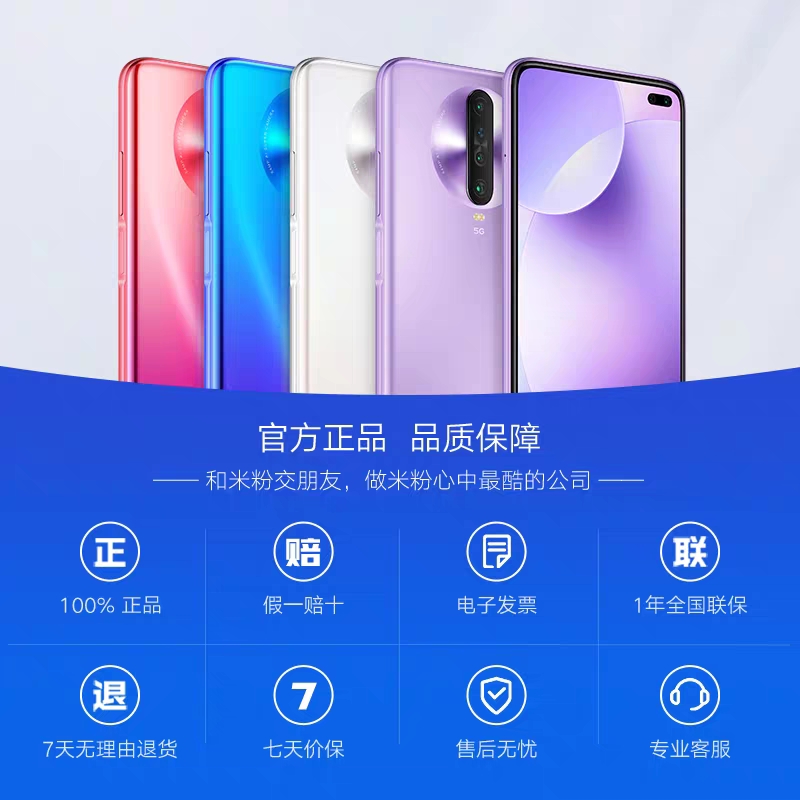 5G
官方正品 品质保障
和米粉交朋友，做米粉心中最酷的公司
正 赔 联
100% 正品 假一赔十 电子发票 1年全国联保
退 7
7天无理由退货 七天价保 售后无忧 专业客服